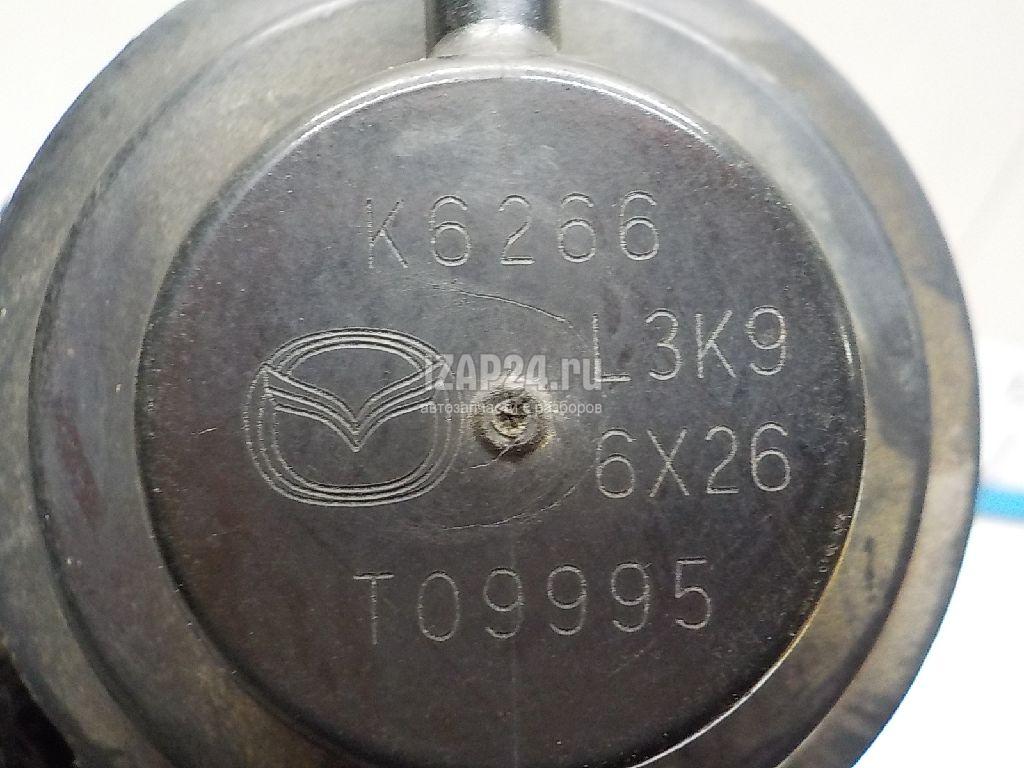 K6266
L3K9
IZAP24.ru
автозапчасти с разборов
6X26
T09995